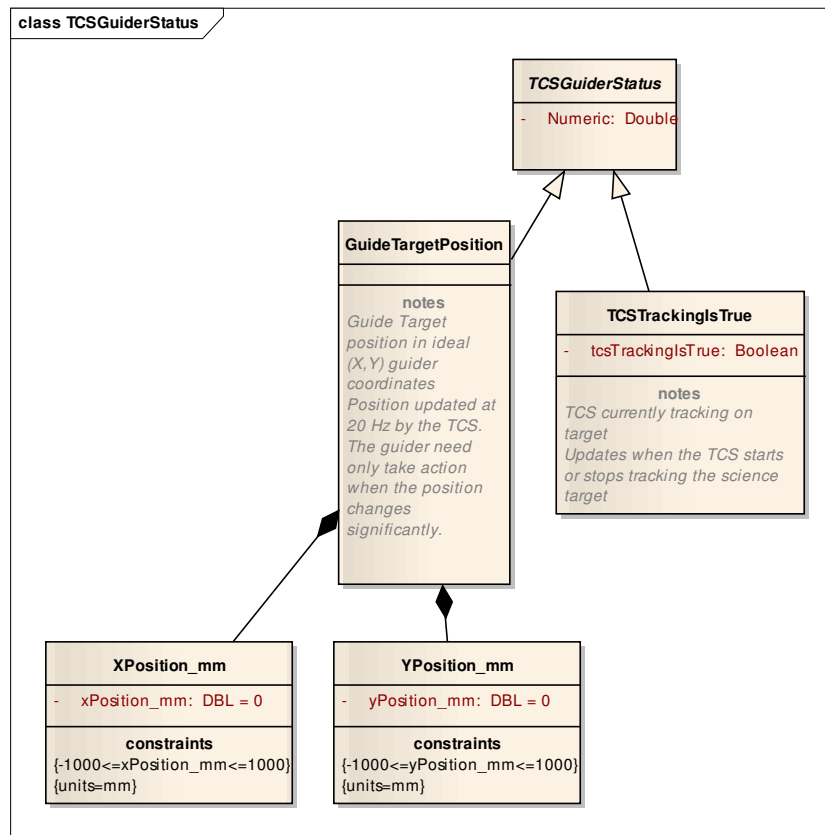 class TCSGuiderStatus
TCSGuiderStatus
- Numeric: Double
GuideTargetPosition
notes
Guide Target
position in ideal
(X,Y) guider
coordinates
Position updated at
20 Hz by the TCS.
The guider need
only take action
when the position
changes
significantly.
TCSTrackingIsTrue
- tcsTrackingIsTrue: Boolean
notes
TCS currently tracking on
target
Updates when the TCS starts
or stops tracking the science
target
XPosition_mm
- xPosition_mm: DBL = 0
constraints
{-1000<=xPosition_mm<=1000}
{units=mm}
YPosition_mm
- yPosition_mm: DBL = 0
constraints
{-1000<=yPosition_mm<=1000}
{units=mm}